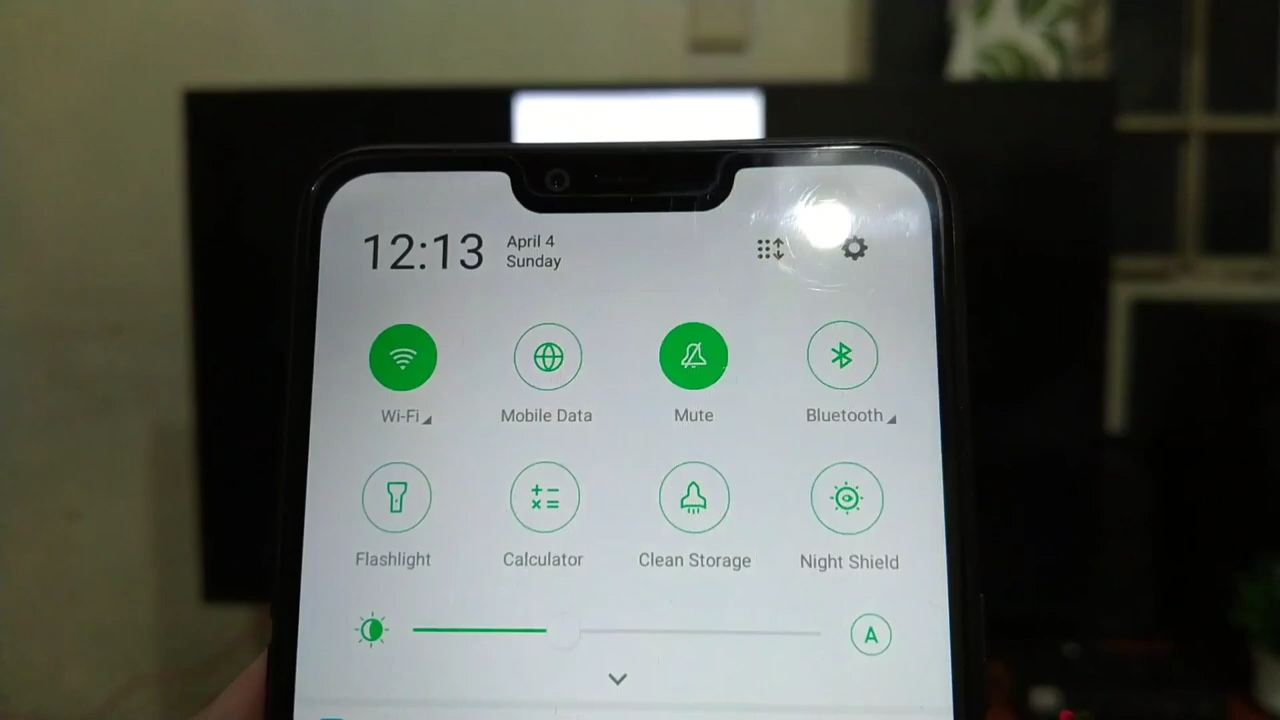 12:13
April 4
Sunday
Wi-Fi
Mobile Data
Mute
Bluetooth
Flashlight
Calculator
Clean Storage
Night Shield
A